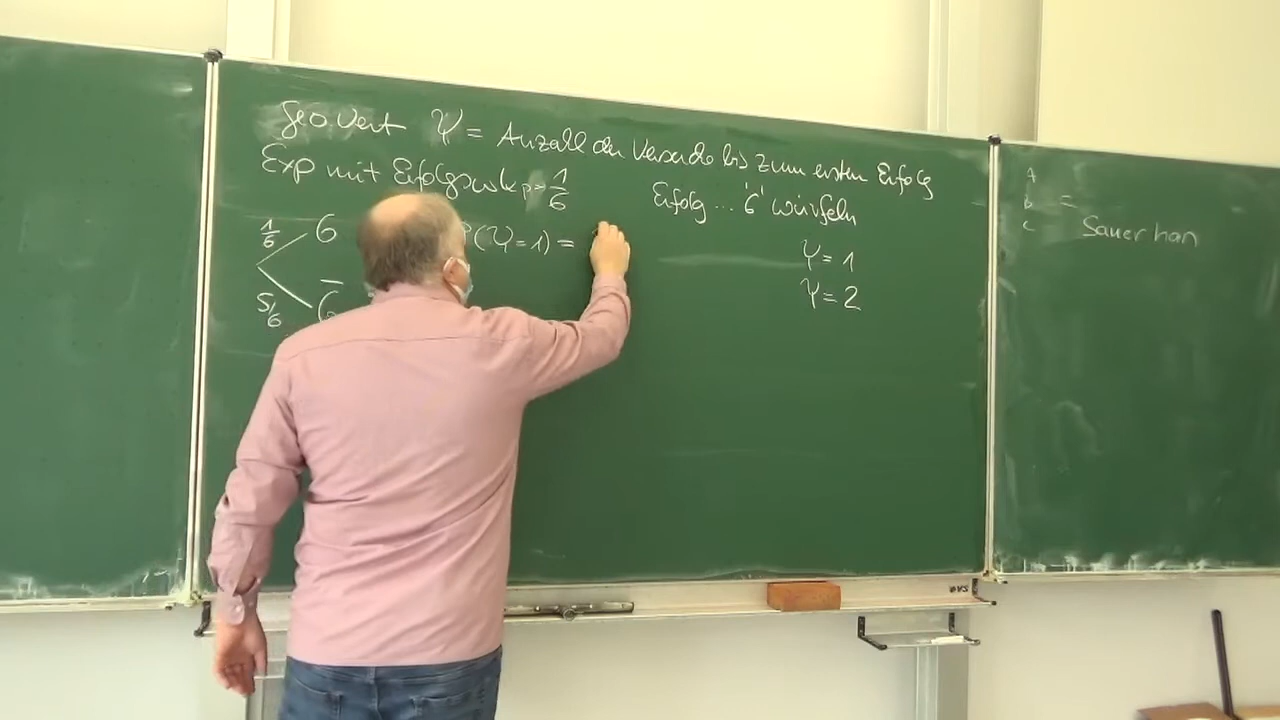 Geo Vert Y = Anzahl der Versuche bis zum ersten Erfolg
Exp mit Erfolgswk p = 1/6
Erfolg ... '6' würfeln
1/6 6
P(Y = 1) =
5/6 6̅
Y = 1
Y = 2
A
b =
c
Sauerhan